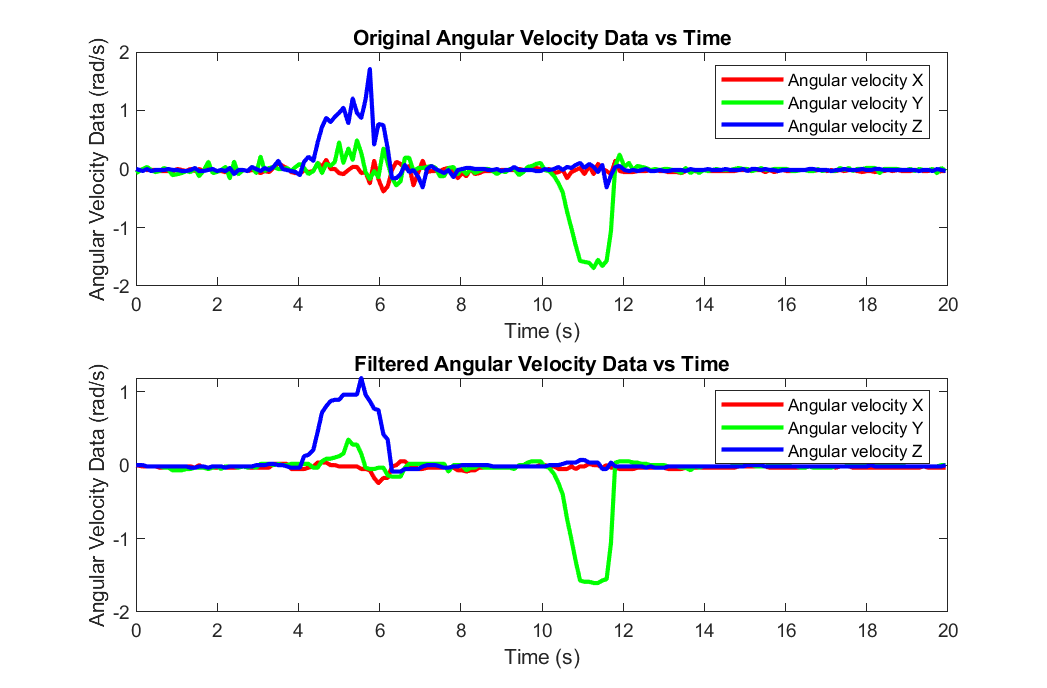 Original Angular Velocity Data vs Time
Angular Velocity Data (rad/s)
2
1
0
-1
-2
Angular velocity X
Angular velocity Y
Angular velocity Z
0 2 4 6 8 10 12 14 16 18 20
Time (s)
Filtered Angular Velocity Data vs Time
Angular Velocity Data (rad/s)
1
0
-1
-2
Angular velocity X
Angular velocity Y
Angular velocity Z
0 2 4 6 8 10 12 14 16 18 20
Time (s)